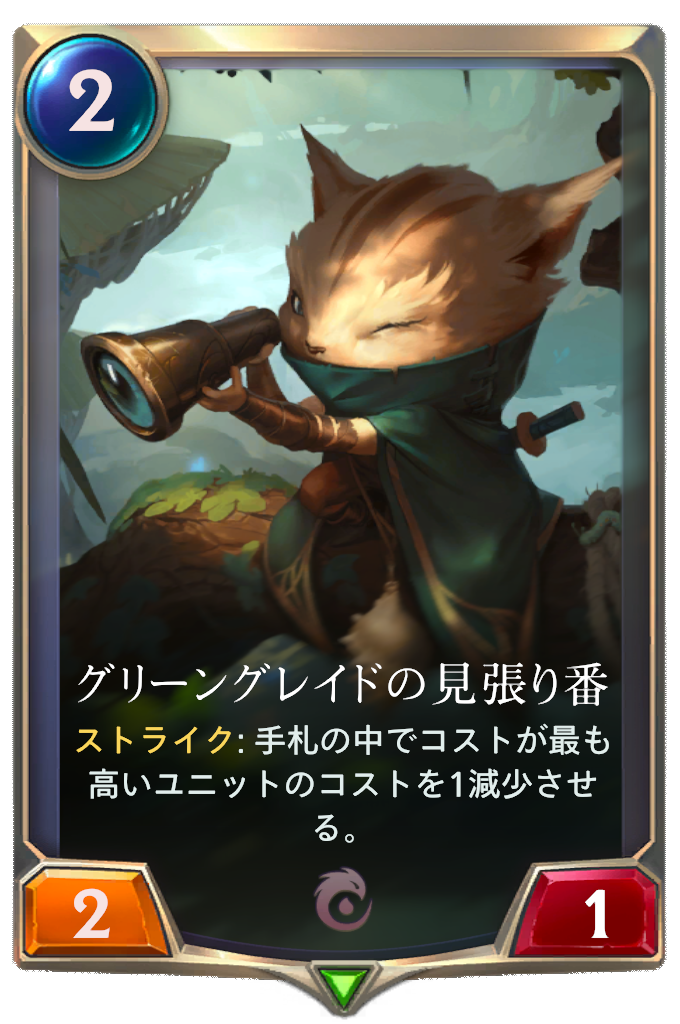 2
グリーングレイドの見張り番
ストライク: 手札の中でコストが最も
高いユニットのコストを1減少させ
る。
2
1